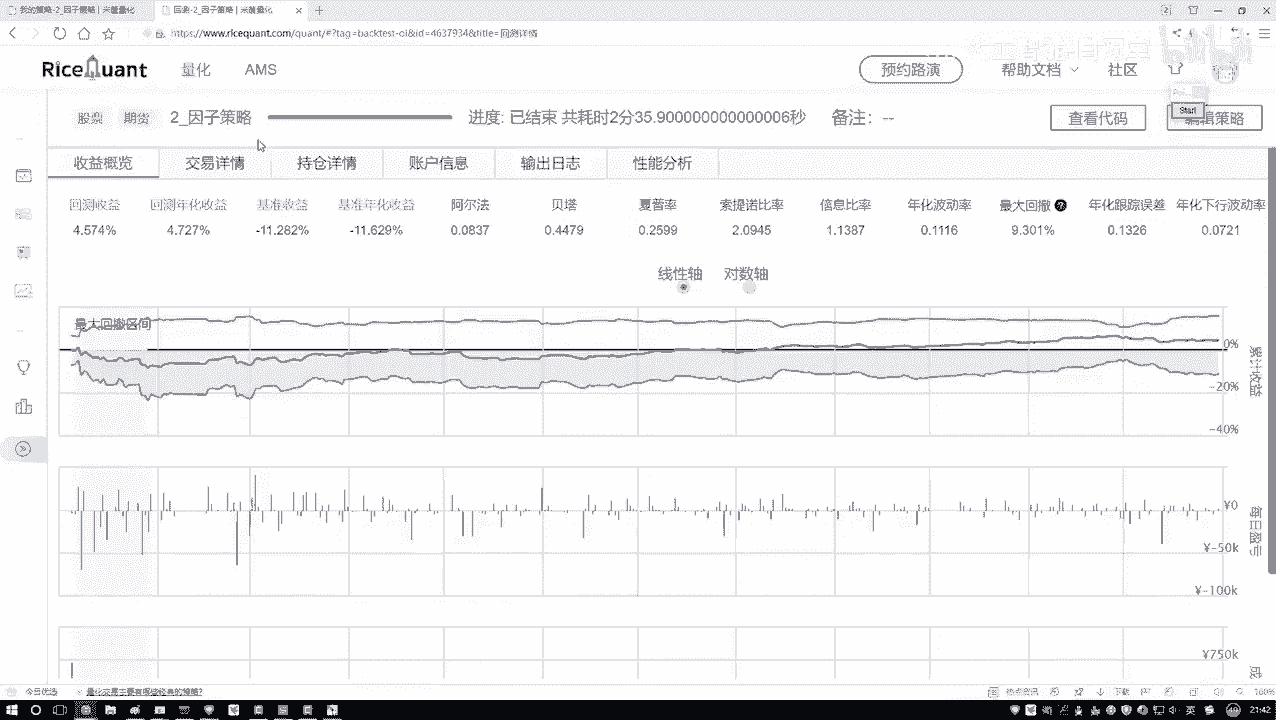 我的策略-2_因子策略 | 米筐量化
回测-2_因子策略 | 米筐量化
https://www.ricequant.com/quant/#?tag=backtest-ol&id=4637934&title=回测详情
RiceQuant 量化 AMS 预约路演 帮助文档 社区
Start
股票 期货 2_因子策略 进度: 已结束 共耗时2分35.900000000000006秒 备注: -- 查看代码 编辑策略
收益概览 交易详情 持仓详情 账户信息 输出日志 性能分析
回测收益 回测年化收益 基准收益 基准年化收益 阿尔法 贝塔 夏普率 索提诺比率 信息比率 年化波动率 最大回撤 年化跟踪误差 年化下行波动率
4.574% 4.727% -11.282% -11.629% 0.0837 0.4479 0.2599 2.0945 1.1387 0.1116 9.301% 0.1326 0.0721
线性轴 对数轴
最大回撤区间
0%
-20%
-40%
累计收益
¥0
¥-50k
¥-100k
每日盈亏
¥750k
成
今日优选 量化交易主要有哪些经典的策略?
热点资讯 下载 160%
英 21:42